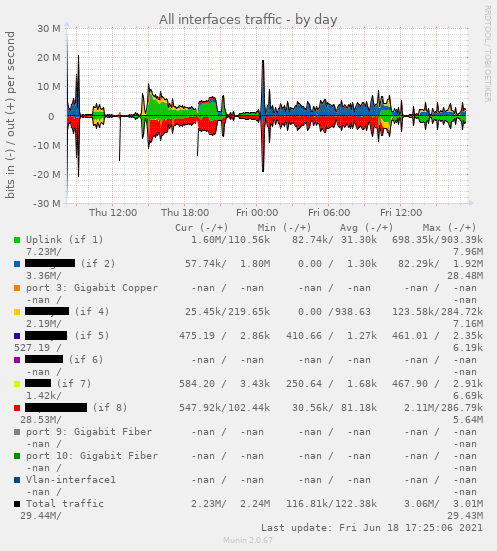 All interfaces traffic - by day
RRDTOOL / TOBI OETIKER
bits in (-) / out (+) per second
30 M
20 M
10 M
0
-10 M
-20 M
-30 M
Thu 12:00 Thu 18:00 Fri 00:00 Fri 06:00 Fri 12:00
Cur (-/+) Min (-/+) Avg (-/+) Max (-/+)
Uplink (if 1) 1.60M/110.56k 82.74k/ 31.30k 698.35k/903.39k
7.23M/ 7.96M
(if 2) 57.74k/ 1.80M 0.00 / 1.30k 82.29k/ 1.92M
3.36M/ 28.48M
port 3: Gigabit Copper -nan / -nan -nan / -nan -nan / -nan
-nan / -nan
(if 4) 25.45k/219.65k 0.00 /938.63 123.58k/284.72k
2.19M/ 7.16M
(if 5) 475.19 / 2.86k 410.66 / 1.27k 461.01 / 2.35k
527.19 / 6.19k
(if 6) -nan / -nan -nan / -nan -nan / -nan
-nan / -nan
(if 7) 584.20 / 3.43k 250.64 / 1.68k 467.90 / 2.91k
1.42k/ 6.69k
(if 8) 547.92k/102.44k 30.56k/ 81.18k 2.11M/286.79k
28.53M/ 5.64M
port 9: Gigabit Fiber -nan / -nan -nan / -nan -nan / -nan
-nan / -nan
port 10: Gigabit Fiber -nan / -nan -nan / -nan -nan / -nan
-nan / -nan
Vlan-interface1 -nan / -nan -nan / -nan -nan / -nan
-nan / -nan
Total traffic 2.23M/ 2.24M 116.81k/122.38k 3.06M/ 3.01M
29.44M/ 29.43M
Last update: Fri Jun 18 17:25:06 2021
Munin 2.0.67